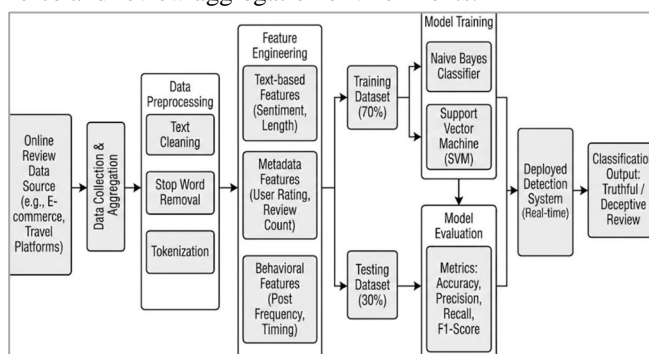 Online
Review
Data
Source
(e.g., E-
commerce,
Travel
Platforms)
Data Collection &
Aggregation
Data
Preprocessing
Text
Cleaning
Stop Word
Removal
Tokenization
Feature
Engineering
Text-based
Features
(Sentiment,
Length)
Metadata
Features
(User Rating,
Review
Count)
Behavioral
Features
(Post
Frequency,
Timing)
Training
Dataset
(70%)
Testing
Dataset
(30%)
Model Training
Naive Bayes
Classifier
Support
Vector
Machine
(SVM)
Model
Evaluation
Metrics:
Accuracy,
Precision,
Recall,
F1-Score
Deployed
Detection
System
(Real-time)
Classification
Output:
Truthful /
Deceptive
Review